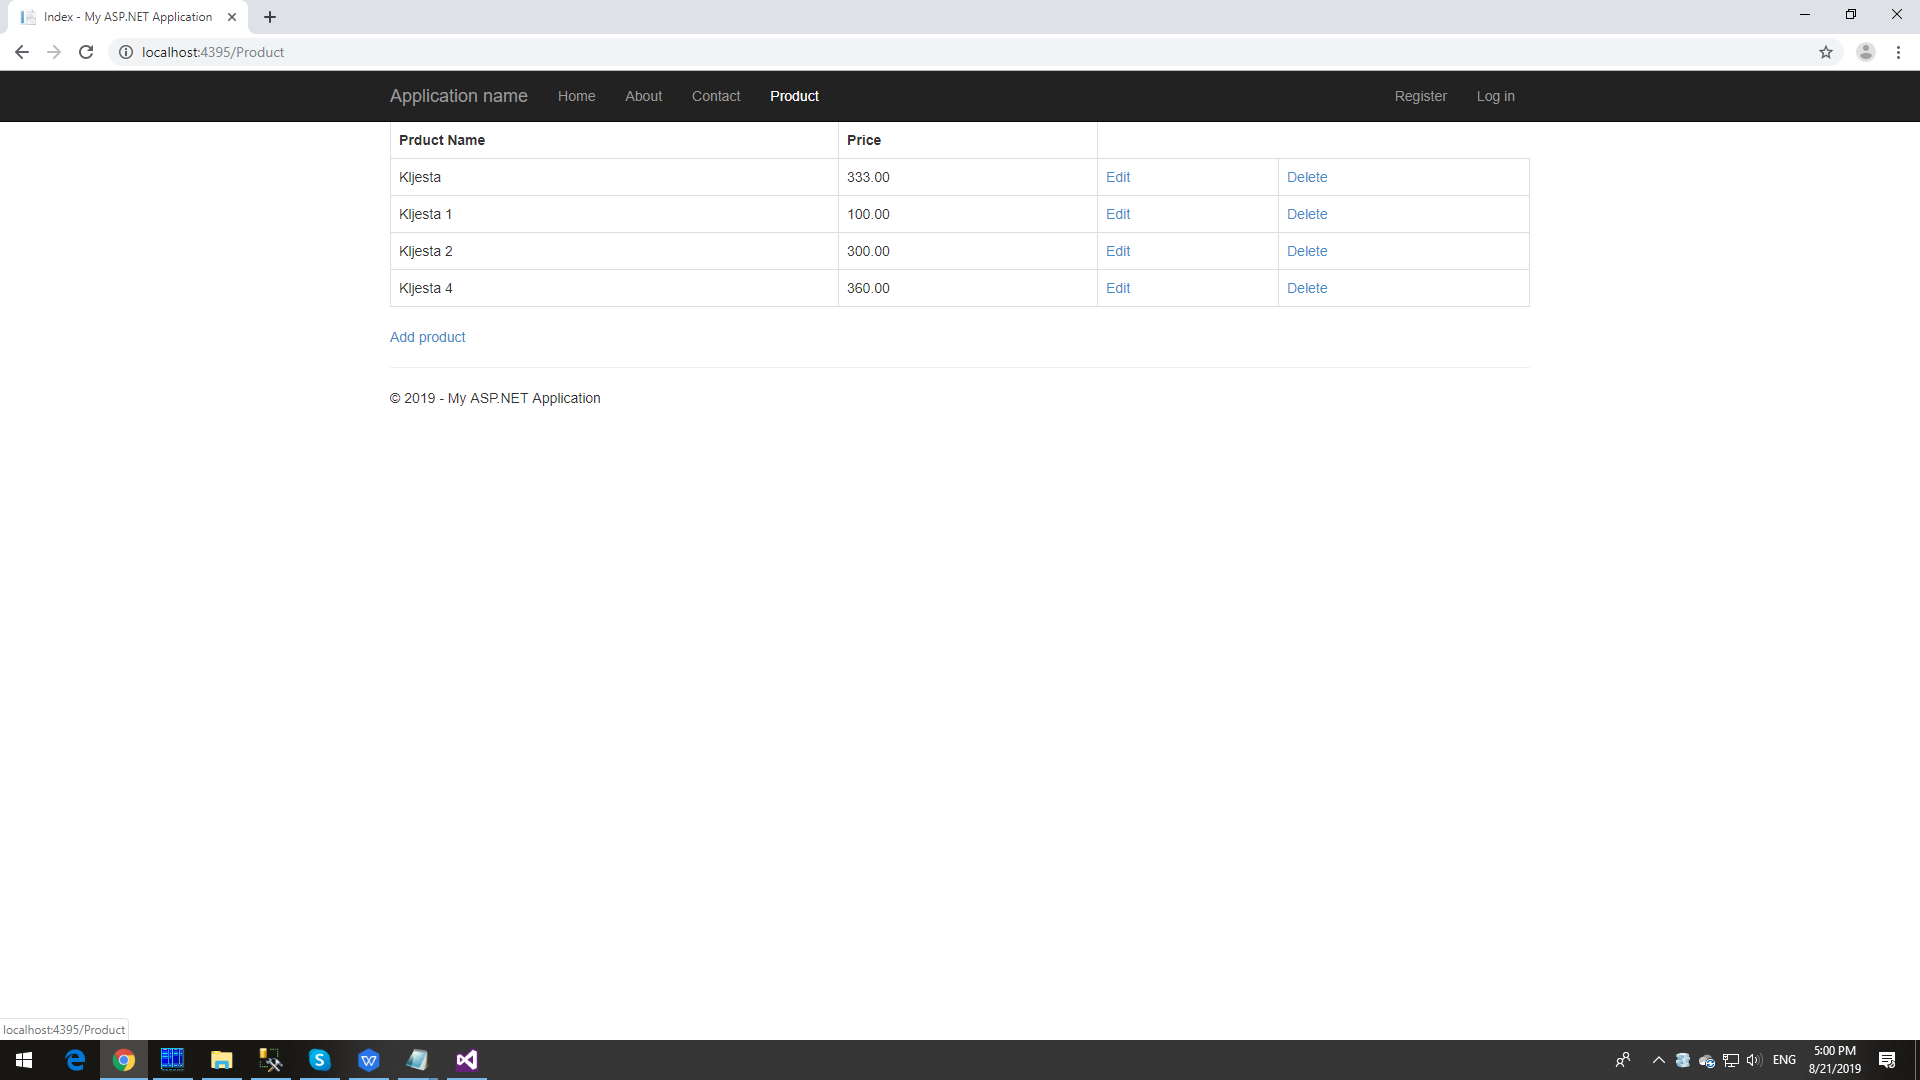 Index - My ASP.NET Application
localhost:4395/Product
Application name Home About Contact Product Register Log in
Prduct Name Price
Kljesta 333.00 Edit Delete
Kljesta 1 100.00 Edit Delete
Kljesta 2 300.00 Edit Delete
Kljesta 4 360.00 Edit Delete
Add product
© 2019 - My ASP.NET Application
localhost:4395/Product
ENG 5:00 PM
8/21/2019